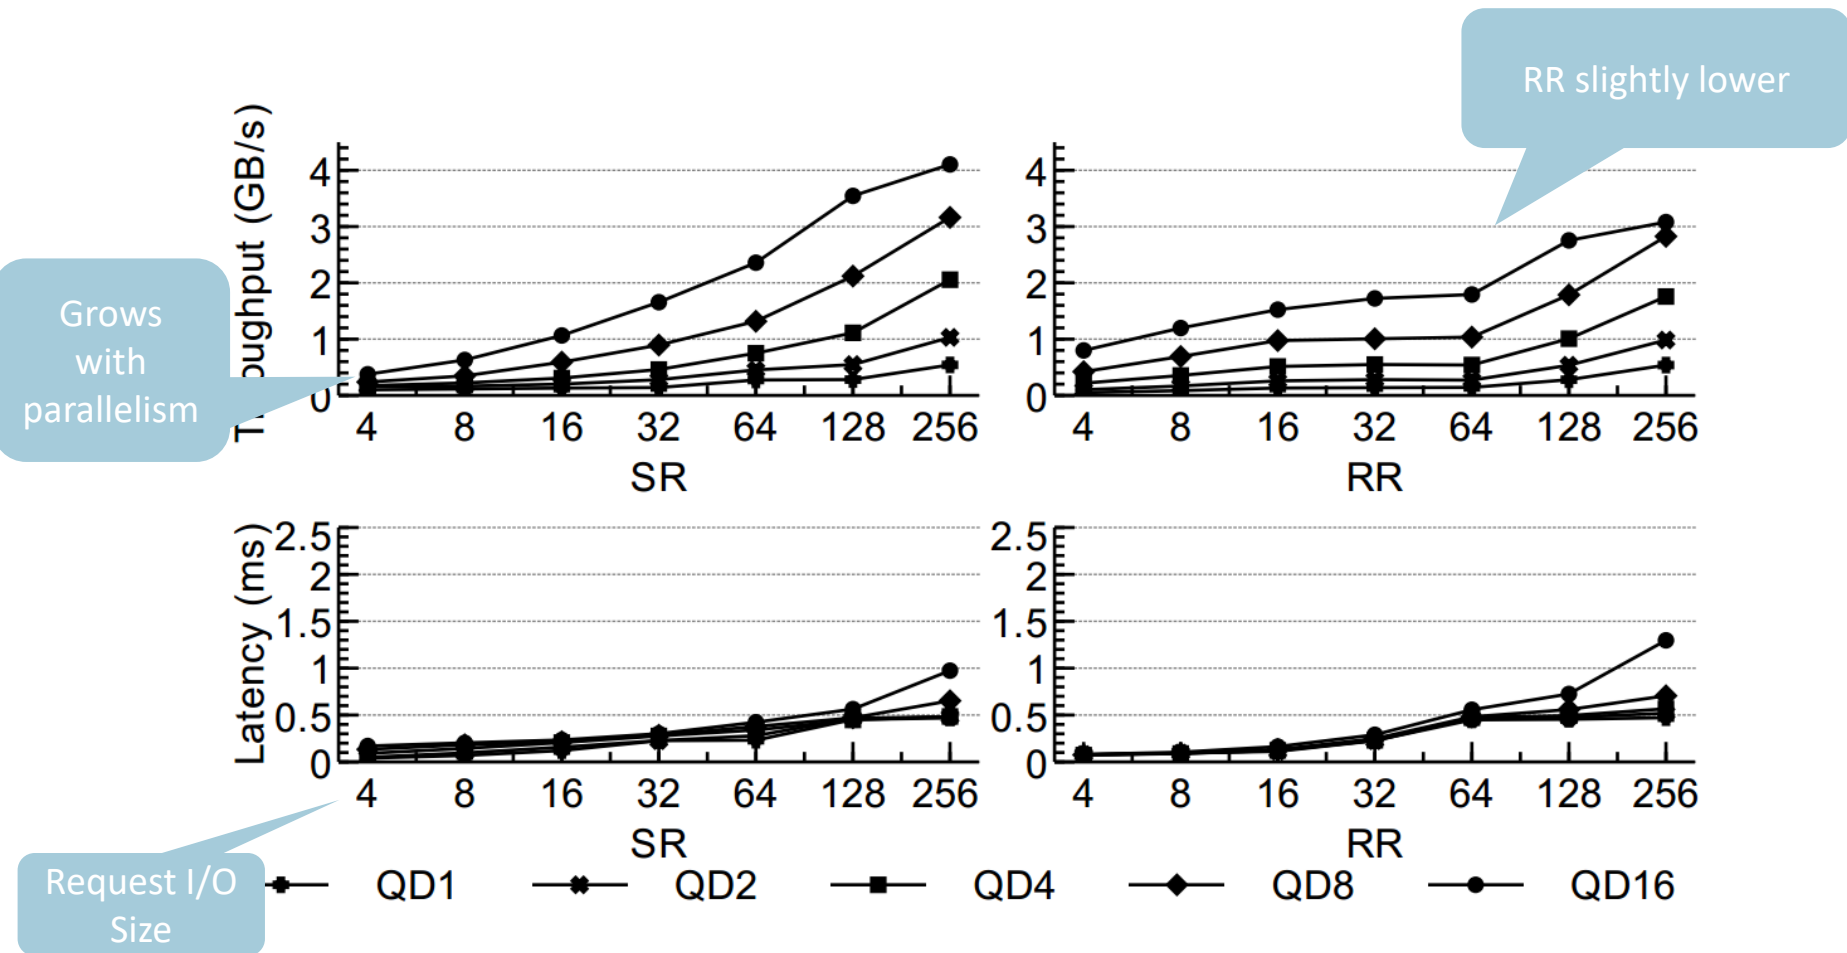 RR slightly lower
Grows
with
parallelism
Throughput (GB/s)
4
3
2
1
0
4 8 16 32 64 128 256
SR
4
3
2
1
0
4 8 16 32 64 128 256
RR
Latency (ms)
2.5
2
1.5
1
0.5
0
4 8 16 32 64 128 256
SR
2.5
2
1.5
1
0.5
0
4 8 16 32 64 128 256
RR
Request I/O
Size
QD1 QD2 QD4 QD8 QD16